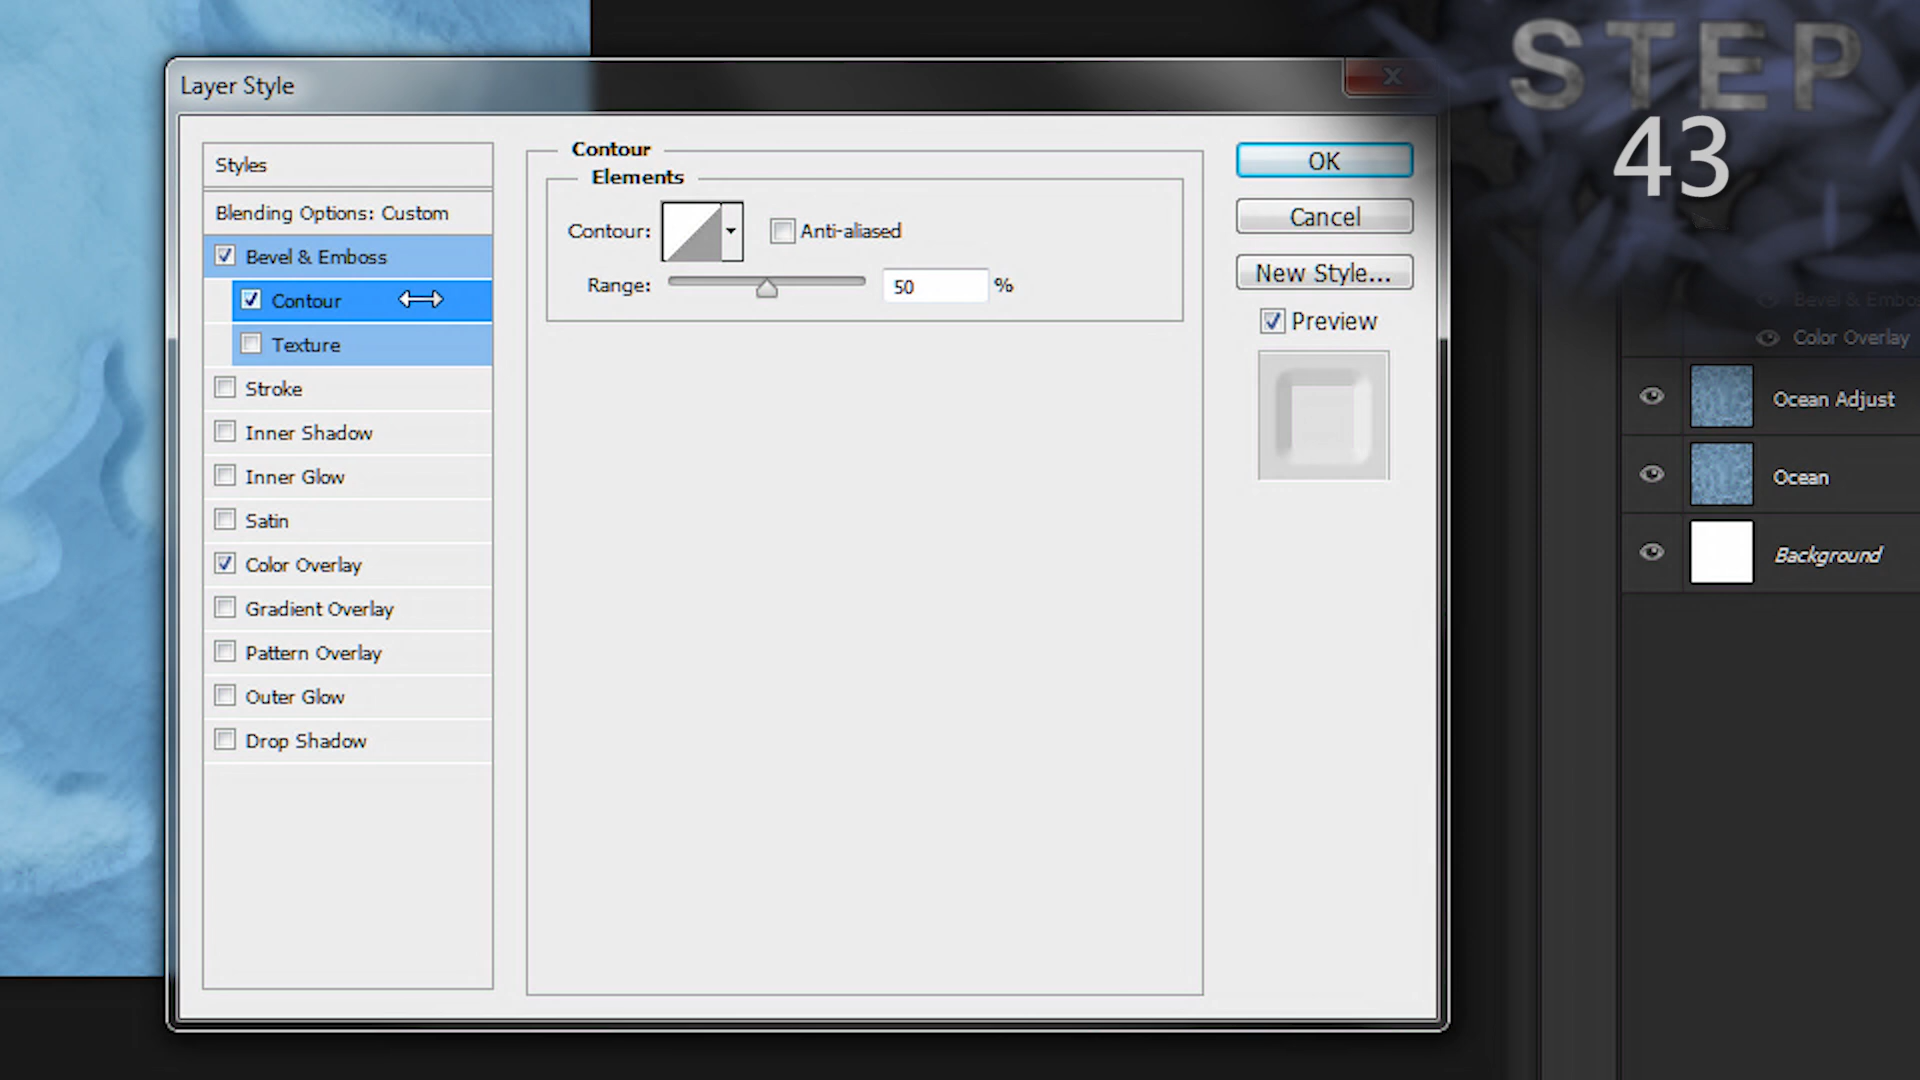 STEP
43
Layer Style
Styles
Blending Options: Custom
Bevel & Emboss
Contour
Texture
Stroke
Inner Shadow
Inner Glow
Satin
Color Overlay
Gradient Overlay
Pattern Overlay
Outer Glow
Drop Shadow
Contour
Elements
Contour:
Anti-aliased
Range:
50
%
OK
Cancel
New Style...
Preview
Bevel & Embos
Color Overlay
Ocean Adjust
Ocean
Background